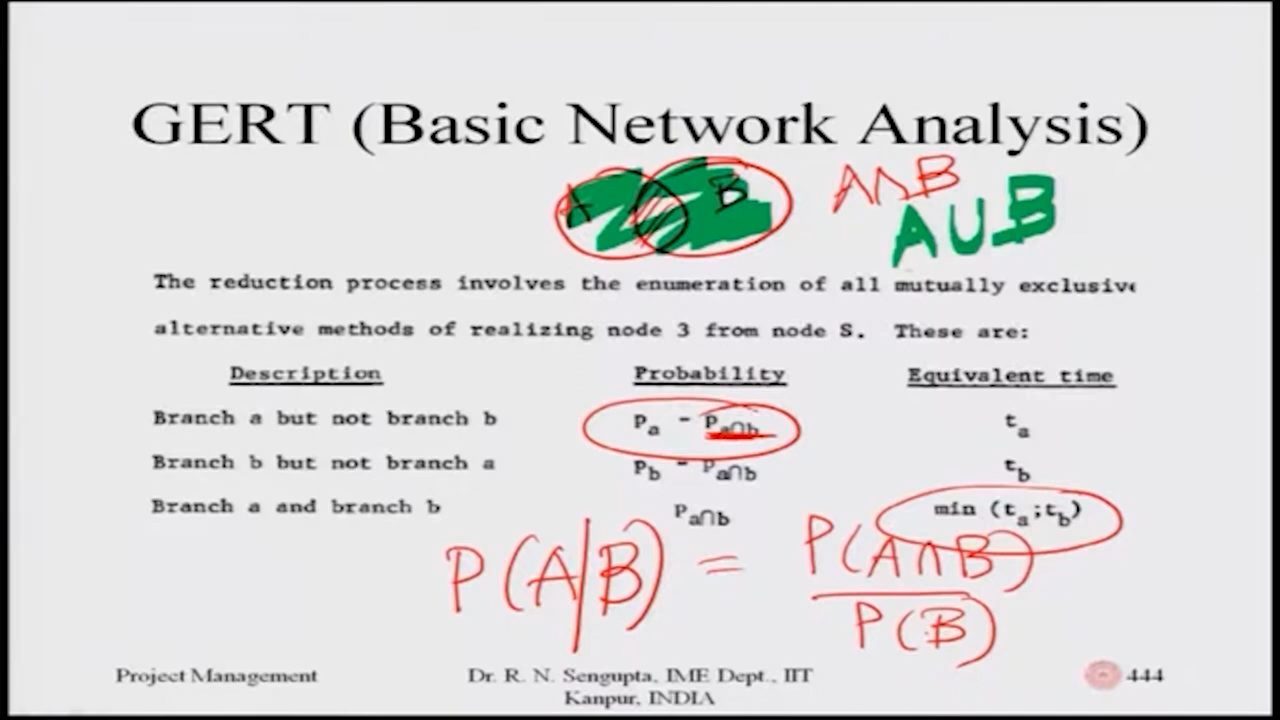 GERT (Basic Network Analysis)
A B A∩B
A∪B
The reduction process involves the enumeration of all mutually exclusive
alternative methods of realizing node 3 from node S. These are:
Description Probability Equivalent time
Branch a but not branch b Pa - Pa∩b ta
Branch b but not branch a Pb - Pa∩b tb
Branch a and branch b Pa∩b min (ta;tb)
P(A|B) = P(A∩B)
P(B)
Project Management Dr. R. N. Sengupta, IME Dept., IIT 444
Kanpur, INDIA